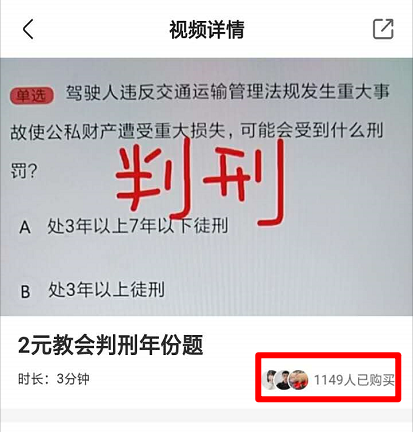 视频详情
单选 驾驶人违反交通运输管理法规发生重大事
故使公私财产遭受重大损失，可能会受到什么刑
罚?
判刑
A 处3年以上7年以下徒刑
B 处3年以上徒刑
2元教会判刑年份题
时长：3分钟
1149人已购买